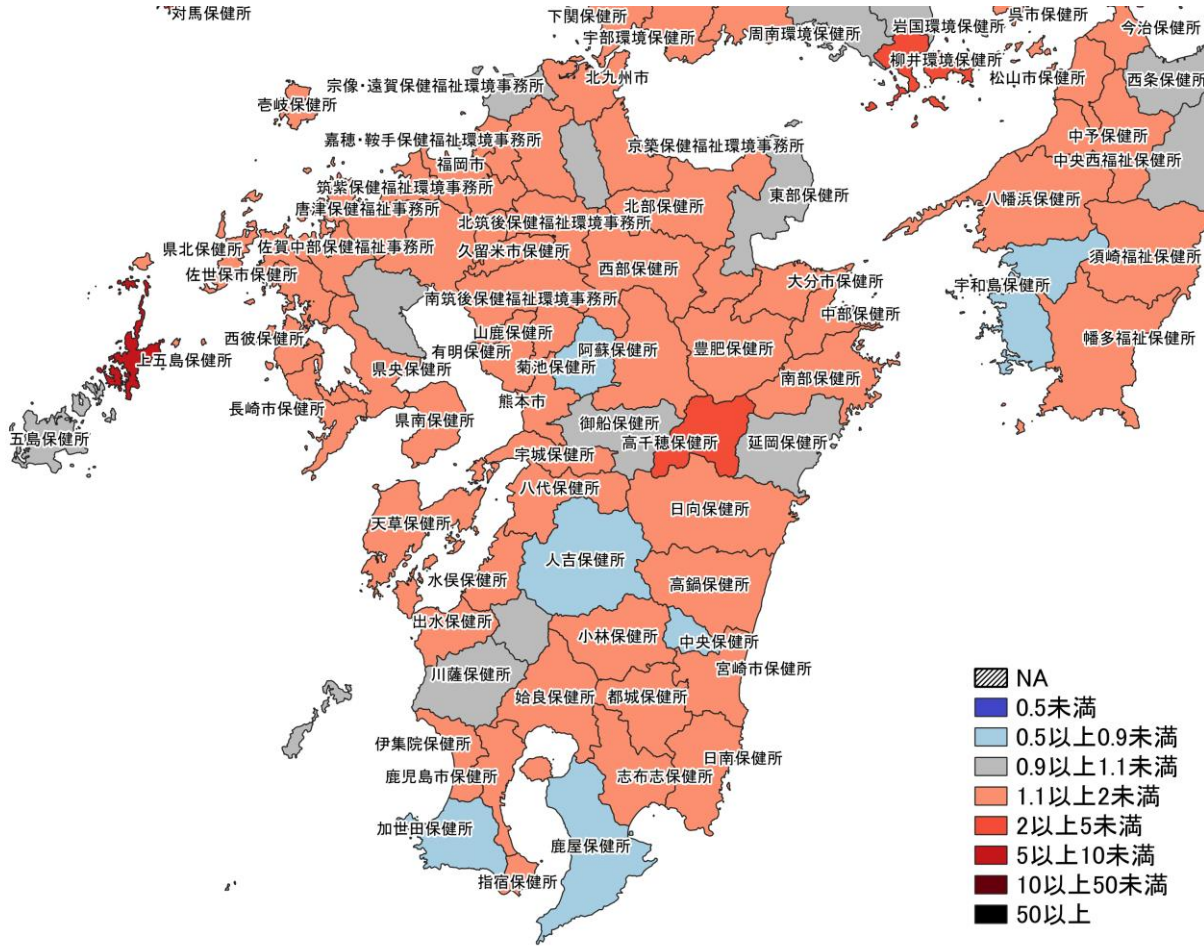 対馬保健所
下関保健所
宇部環境保健所
周南環境保健所
岩国環境保健所
呉市保健所
今治保健所
柳井環境保健所
松山市保健所
西条保健所
宗像・遠賀保健福祉環境事務所
北九州市
壱岐保健所
嘉穂・鞍手保健福祉環境事務所
京築保健福祉環境事務所
中予保健所
中央西福祉保健所
福岡市
筑紫保健福祉環境事務所
東部保健所
八幡浜保健所
唐津保健福祉事務所
北部保健所
北筑後保健福祉環境事務所
県北保健所
佐賀中部保健福祉事務所
久留米市保健所
須崎福祉保健所
佐世保市保健所
西部保健所
大分市保健所
宇和島保健所
南筑後保健福祉環境事務所
中部保健所
西彼保健所
山鹿保健所
幡多福祉保健所
有明保健所
阿蘇保健所
豊肥保健所
上五島保健所
県央保健所
菊池保健所
南部保健所
長崎市保健所
県南保健所
熊本市
御船保健所
五島保健所
高千穂保健所
延岡保健所
宇城保健所
八代保健所
日向保健所
天草保健所
人吉保健所
水俣保健所
高鍋保健所
出水保健所
小林保健所
中央保健所
宮崎市保健所
川薩保健所
姶良保健所
都城保健所
伊集院保健所
日南保健所
鹿児島市保健所
志布志保健所
加世田保健所
鹿屋保健所
指宿保健所
NA
0.5未満
0.5以上0.9未満
0.9以上1.1未満
1.1以上2未満
2以上5未満
5以上10未満
10以上50未満
50以上